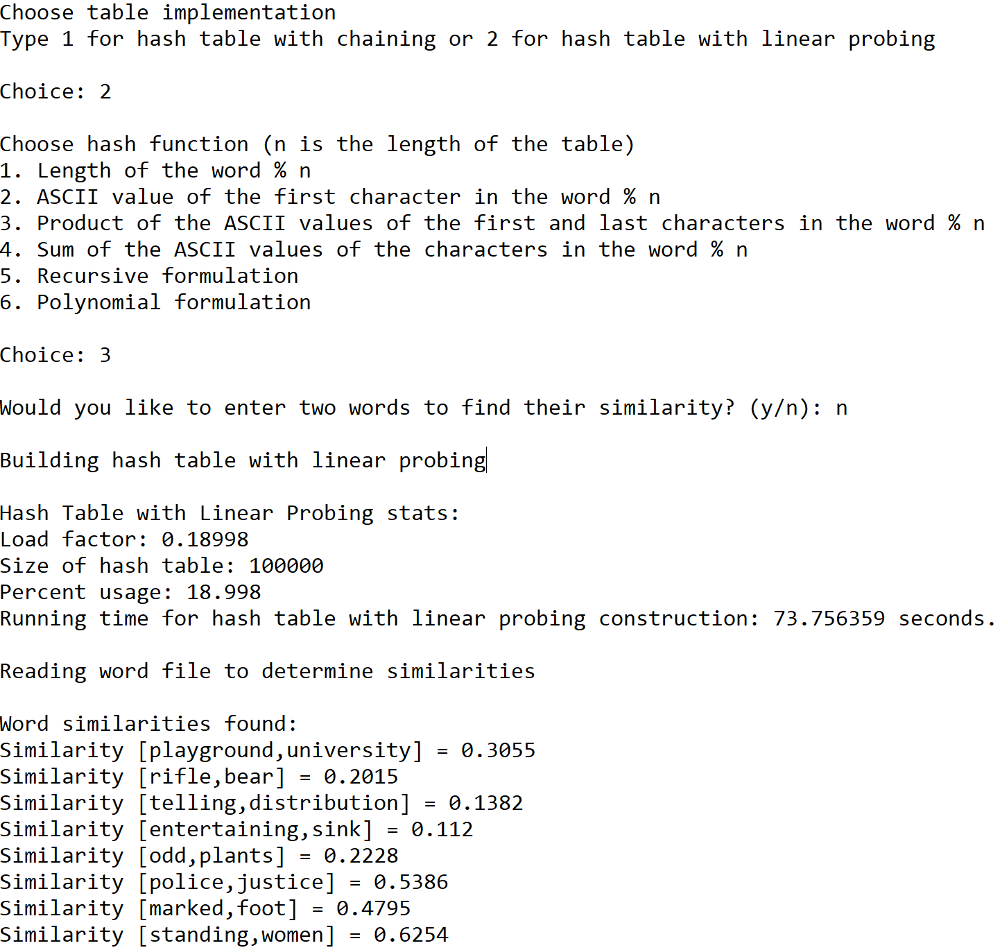 Choose table implementation
Type 1 for hash table with chaining or 2 for hash table with linear probing
Choice: 2
Choose hash function (n is the length of the table)
1. Length of the word % n
2. ASCII value of the first character in the word % n
3. Product of the ASCII values of the first and last characters in the word % n
4. Sum of the ASCII values of the characters in the word % n
5. Recursive formulation
6. Polynomial formulation
Choice: 3
Would you like to enter two words to find their similarity? (y/n): n
Building hash table with linear probing
Hash Table with Linear Probing stats:
Load factor: 0.18998
Size of hash table: 100000
Percent usage: 18.998
Running time for hash table with linear probing construction: 73.756359 seconds.
Reading word file to determine similarities
Word similarities found:
Similarity [playground,university] = 0.3055
Similarity [rifle,bear] = 0.2015
Similarity [telling,distribution] = 0.1382
Similarity [entertaining,sink] = 0.112
Similarity [odd,plants] = 0.2228
Similarity [police,justice] = 0.5386
Similarity [marked,foot] = 0.4795
Similarity [standing,women] = 0.6254